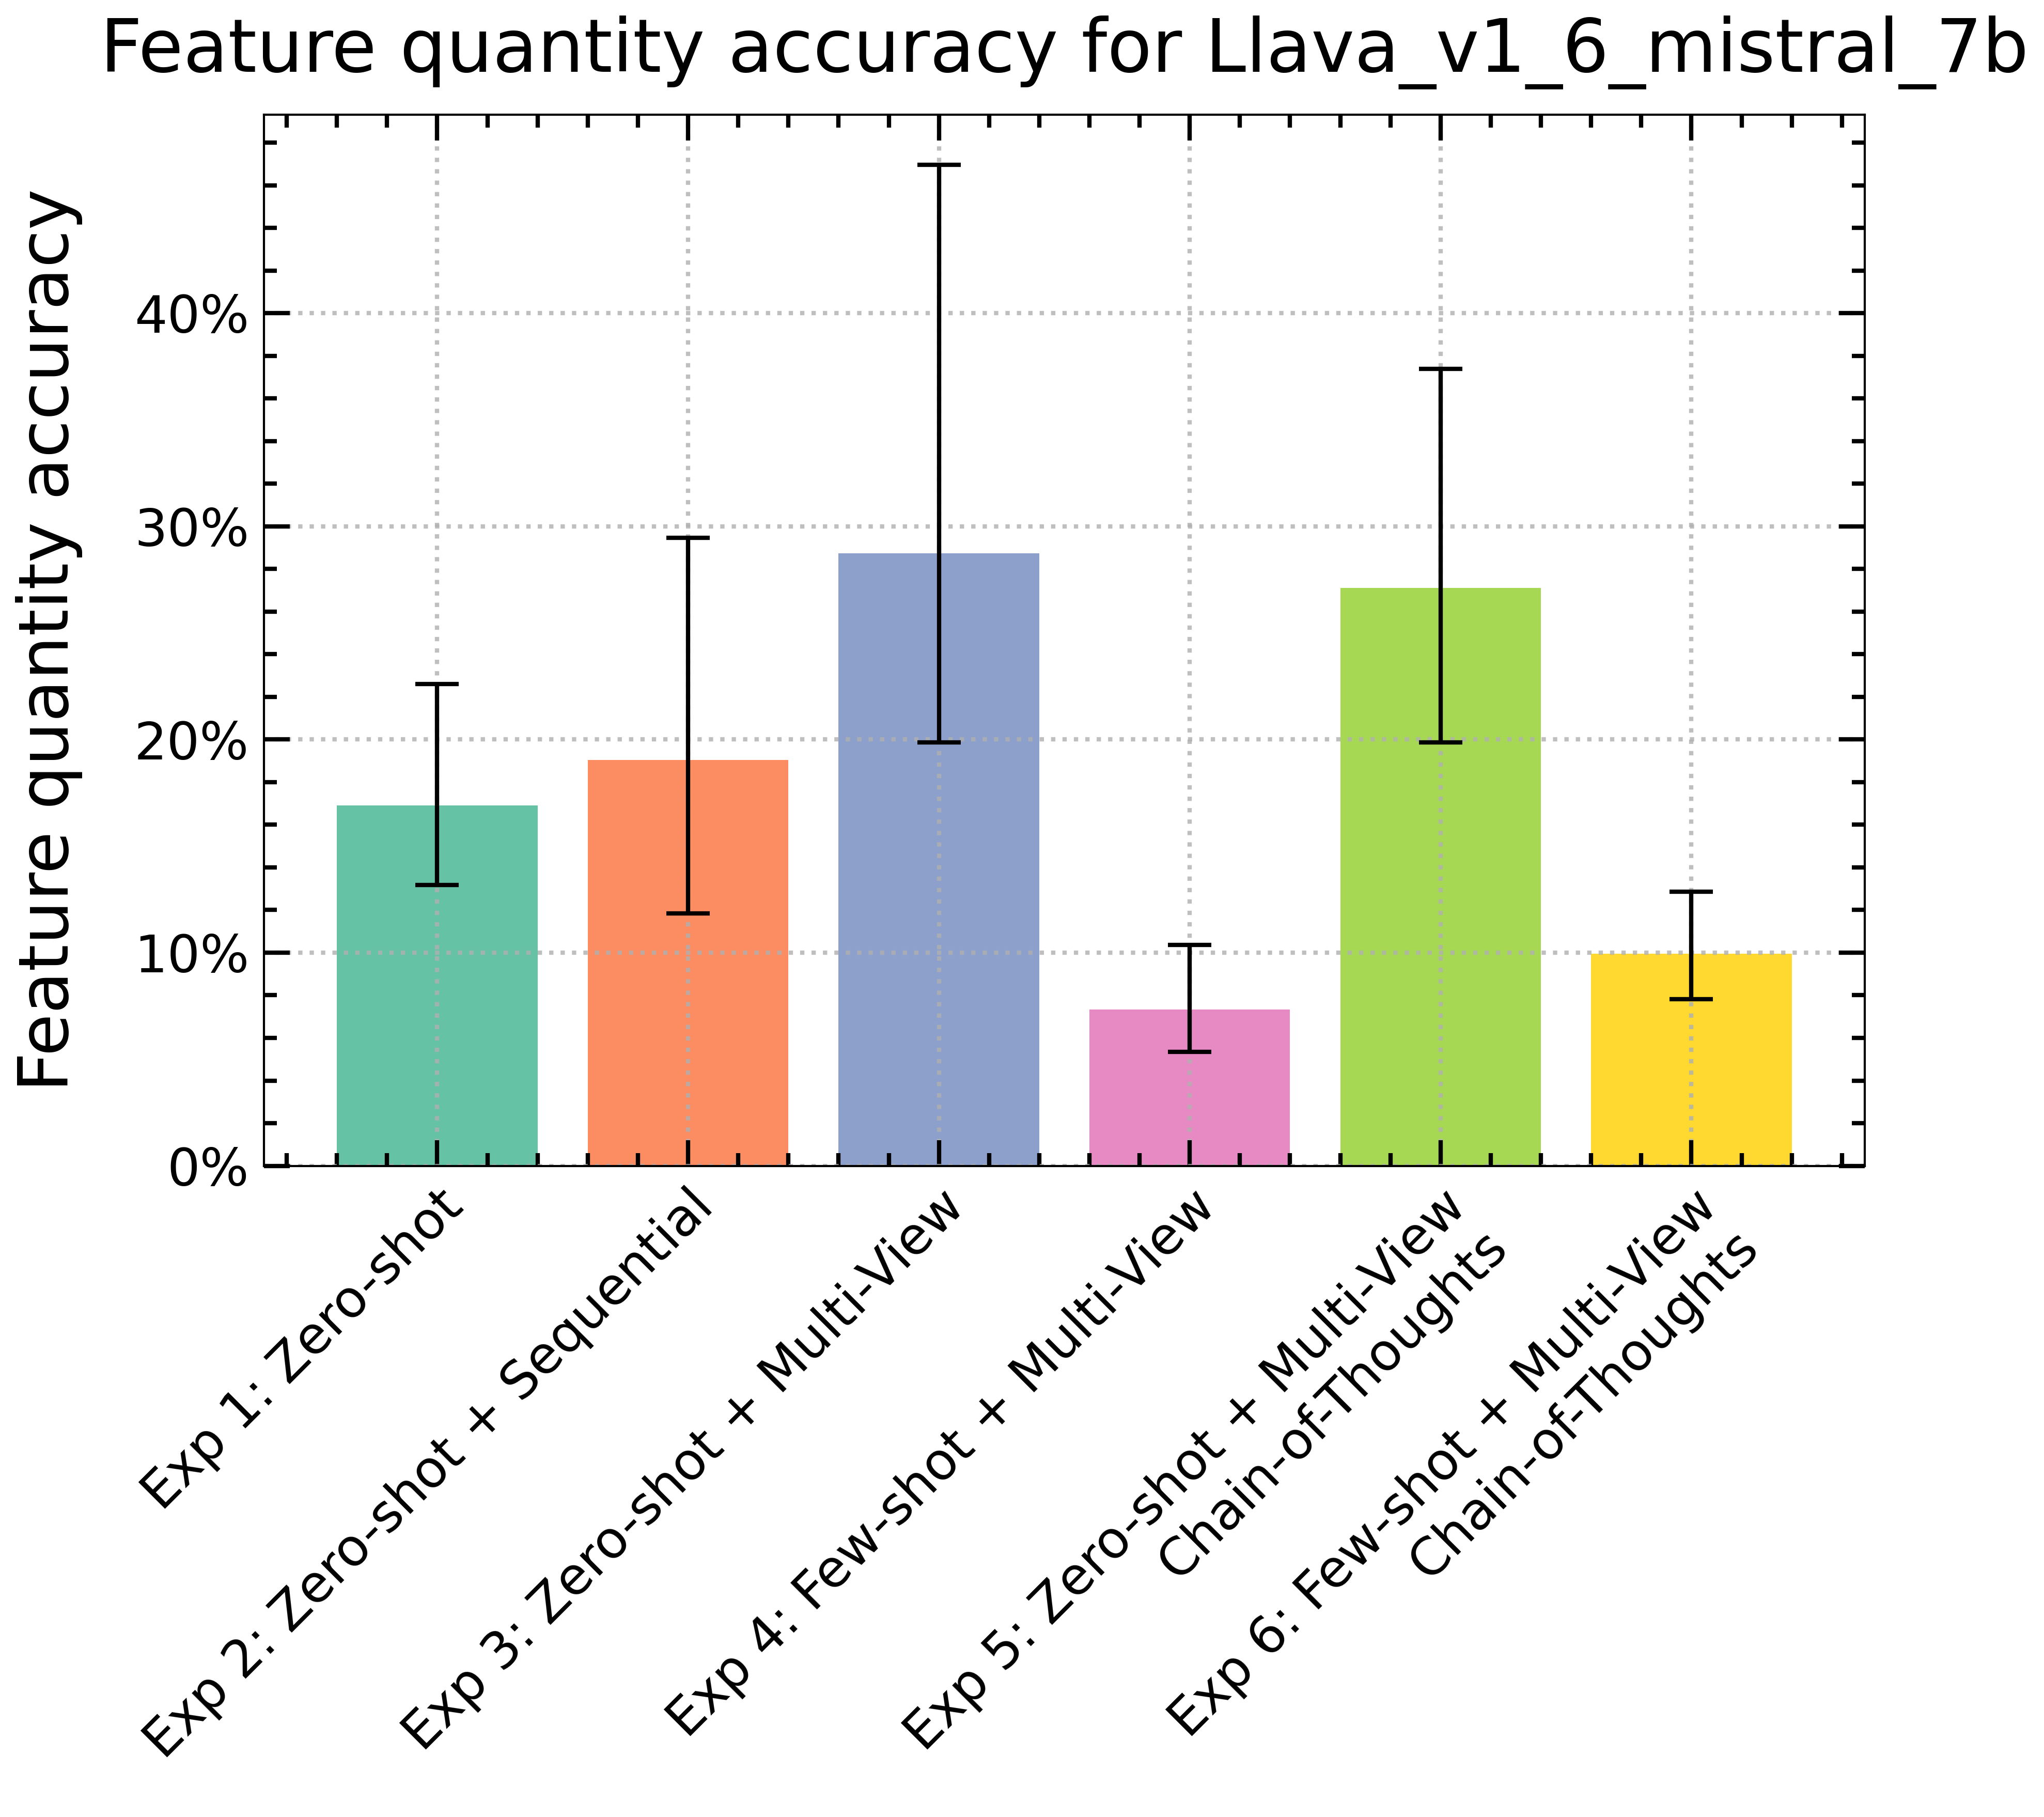 Feature quantity accuracy for Llava_v1_6_mistral_7b
Feature quantity accuracy
40%
30%
20%
10%
0%
Exp 1: Zero-shot
Exp 2: Zero-shot + Sequential
Exp 3: Zero-shot + Multi-View
Exp 4: Few-shot + Multi-View
Exp 5: Zero-shot + Multi-View
Chain-of-Thoughts
Exp 6: Few-shot + Multi-View
Chain-of-Thoughts